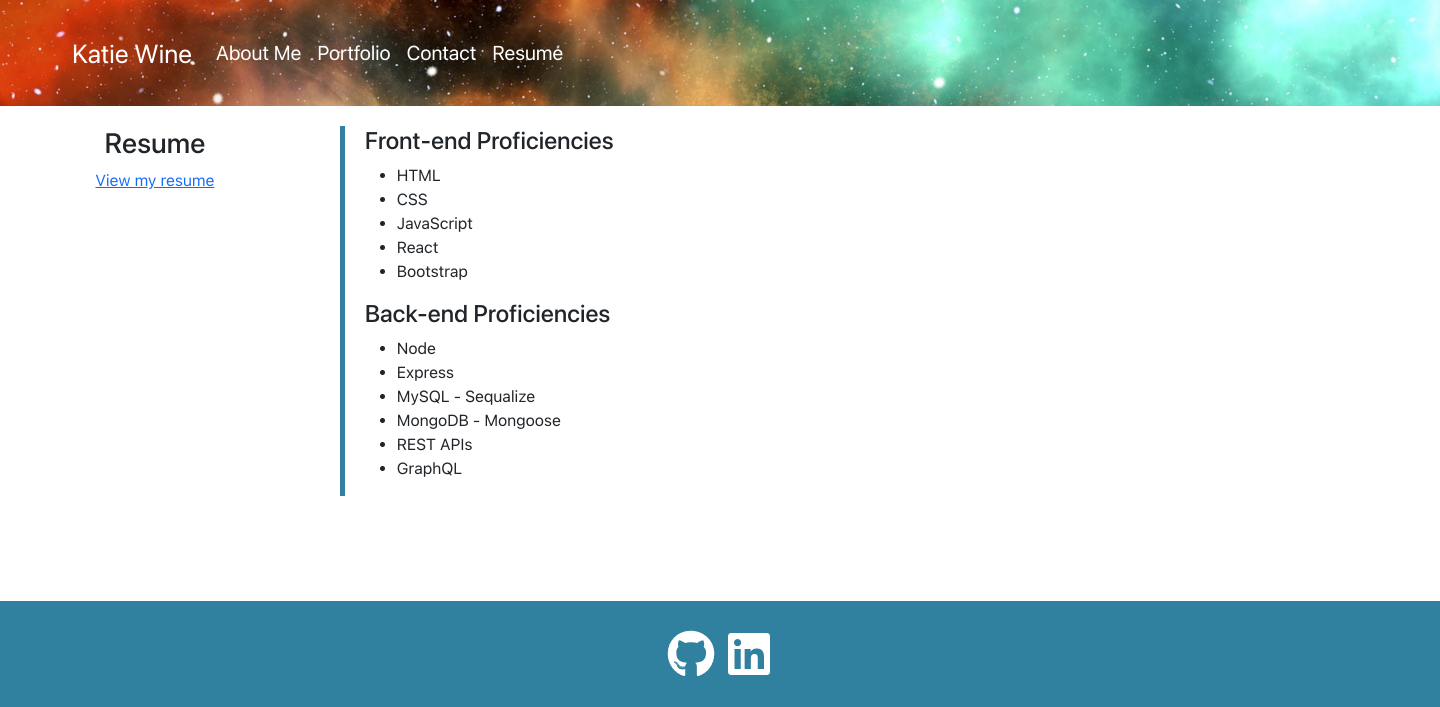 Katie Wine About Me Portfolio Contact Resumé
Resume
View my resume
Front-end Proficiencies
HTML
CSS
JavaScript
React
Bootstrap
Back-end Proficiencies
Node
Express
MySQL - Sequalize
MongoDB - Mongoose
REST APIs
GraphQL
in